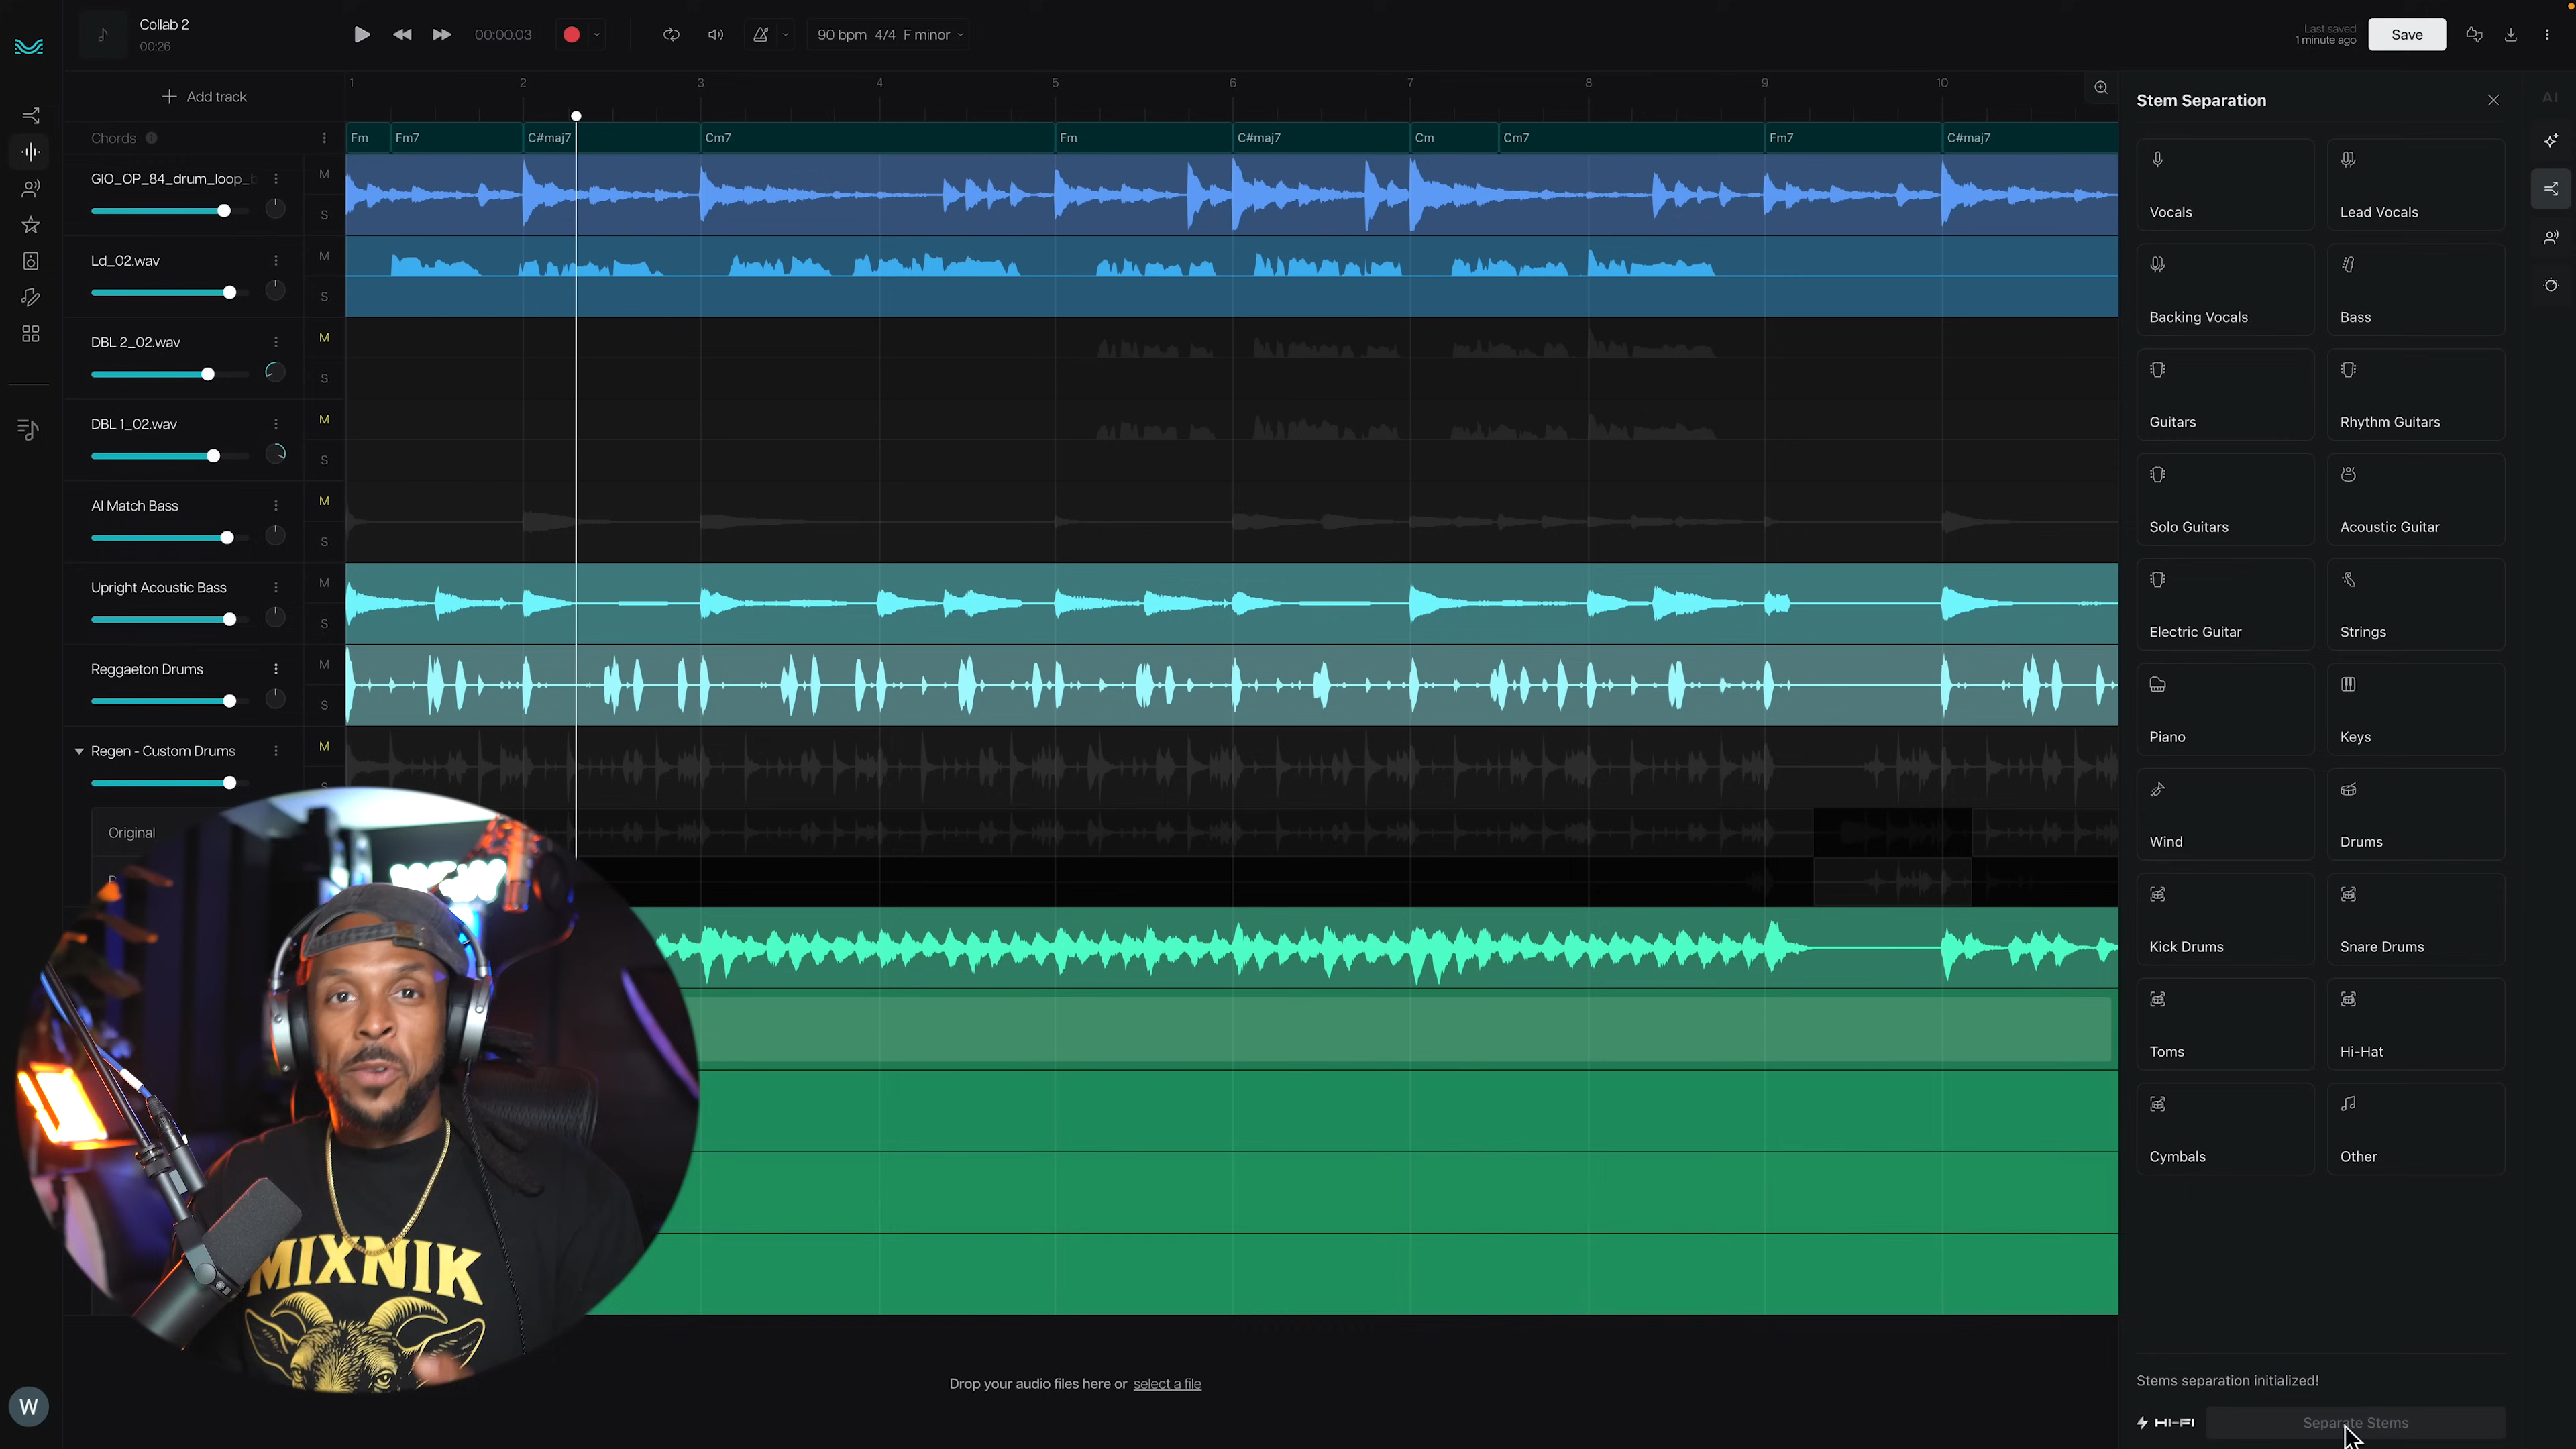 Collab 2
00:26
00:00.03
90 bpm 4/4 F minor
Last saved
1 minute ago
Save
Add track
1 2 3 4 5 6 7 8 9 10
Chords
Fm Fm7 C#maj7 Cm7 Fm C#maj7 Cm Cm7 Fm7 C#maj7
GIO_OP_84_drum_loop_
M
S
Ld_02.wav
M
S
DBL 2_02.wav
M
S
DBL 1_02.wav
M
S
AI Match Bass
M
S
Upright Acoustic Bass
M
S
Reggaeton Drums
M
S
Regen - Custom Drums
M
S
Original
MIXNIK
W
Drop your audio files here or select a file
Stem Separation
AI
Vocals
Lead Vocals
Backing Vocals
Bass
Guitars
Rhythm Guitars
Solo Guitars
Acoustic Guitar
Electric Guitar
Strings
Piano
Keys
Wind
Drums
Kick Drums
Snare Drums
Toms
Hi-Hat
Cymbals
Other
Stems separation initialized!
HI-FI
Separate Stems